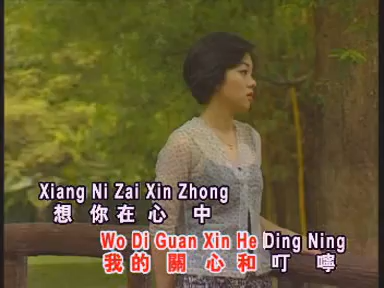 Xiang Ni Zai Xin Zhong
想 你 在 心 中
Wo Di Guan Xin He Ding Ning
我 的 關 心 和 叮 嚀